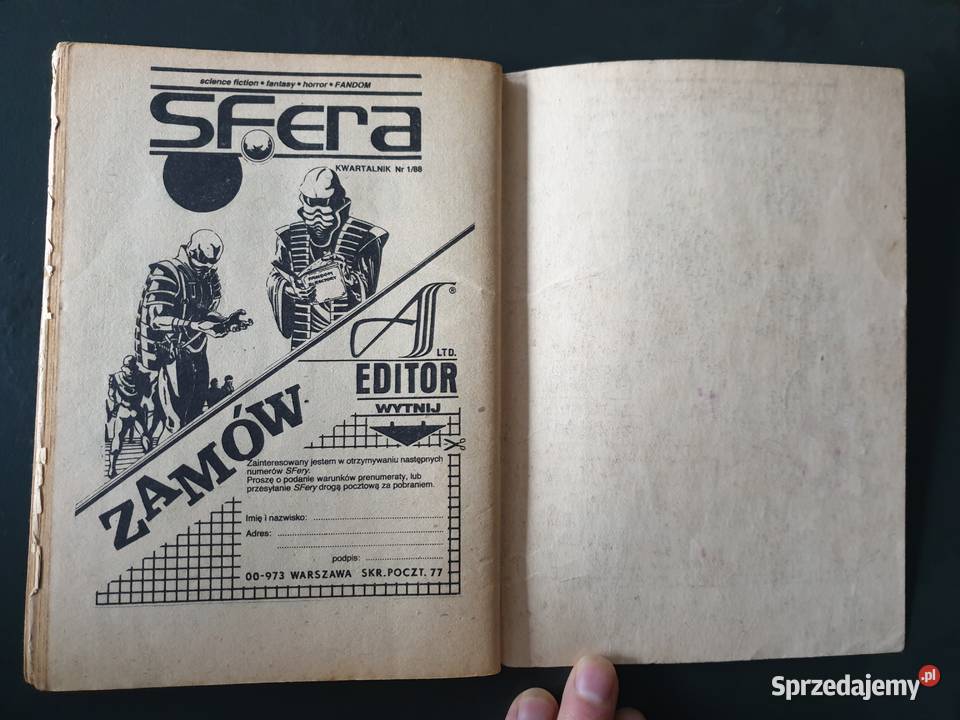 science fiction • fantasy • horror • FANDOM
SFera
KWARTALNIK Nr 1/88
A ®
LTD.
EDITOR
WYTNIJ
ZAMÓW
Zainteresowany jestem w otrzymywaniu następnych
numerów SFery.
Proszę o podanie warunków prenumeraty, lub
przesyłanie SFery drogą pocztową za pobraniem.
Imię i nazwisko:
Adres:
podpis:
00-973 WARSZAWA SKR.POCZT. 77
Sprzedajemy.pl